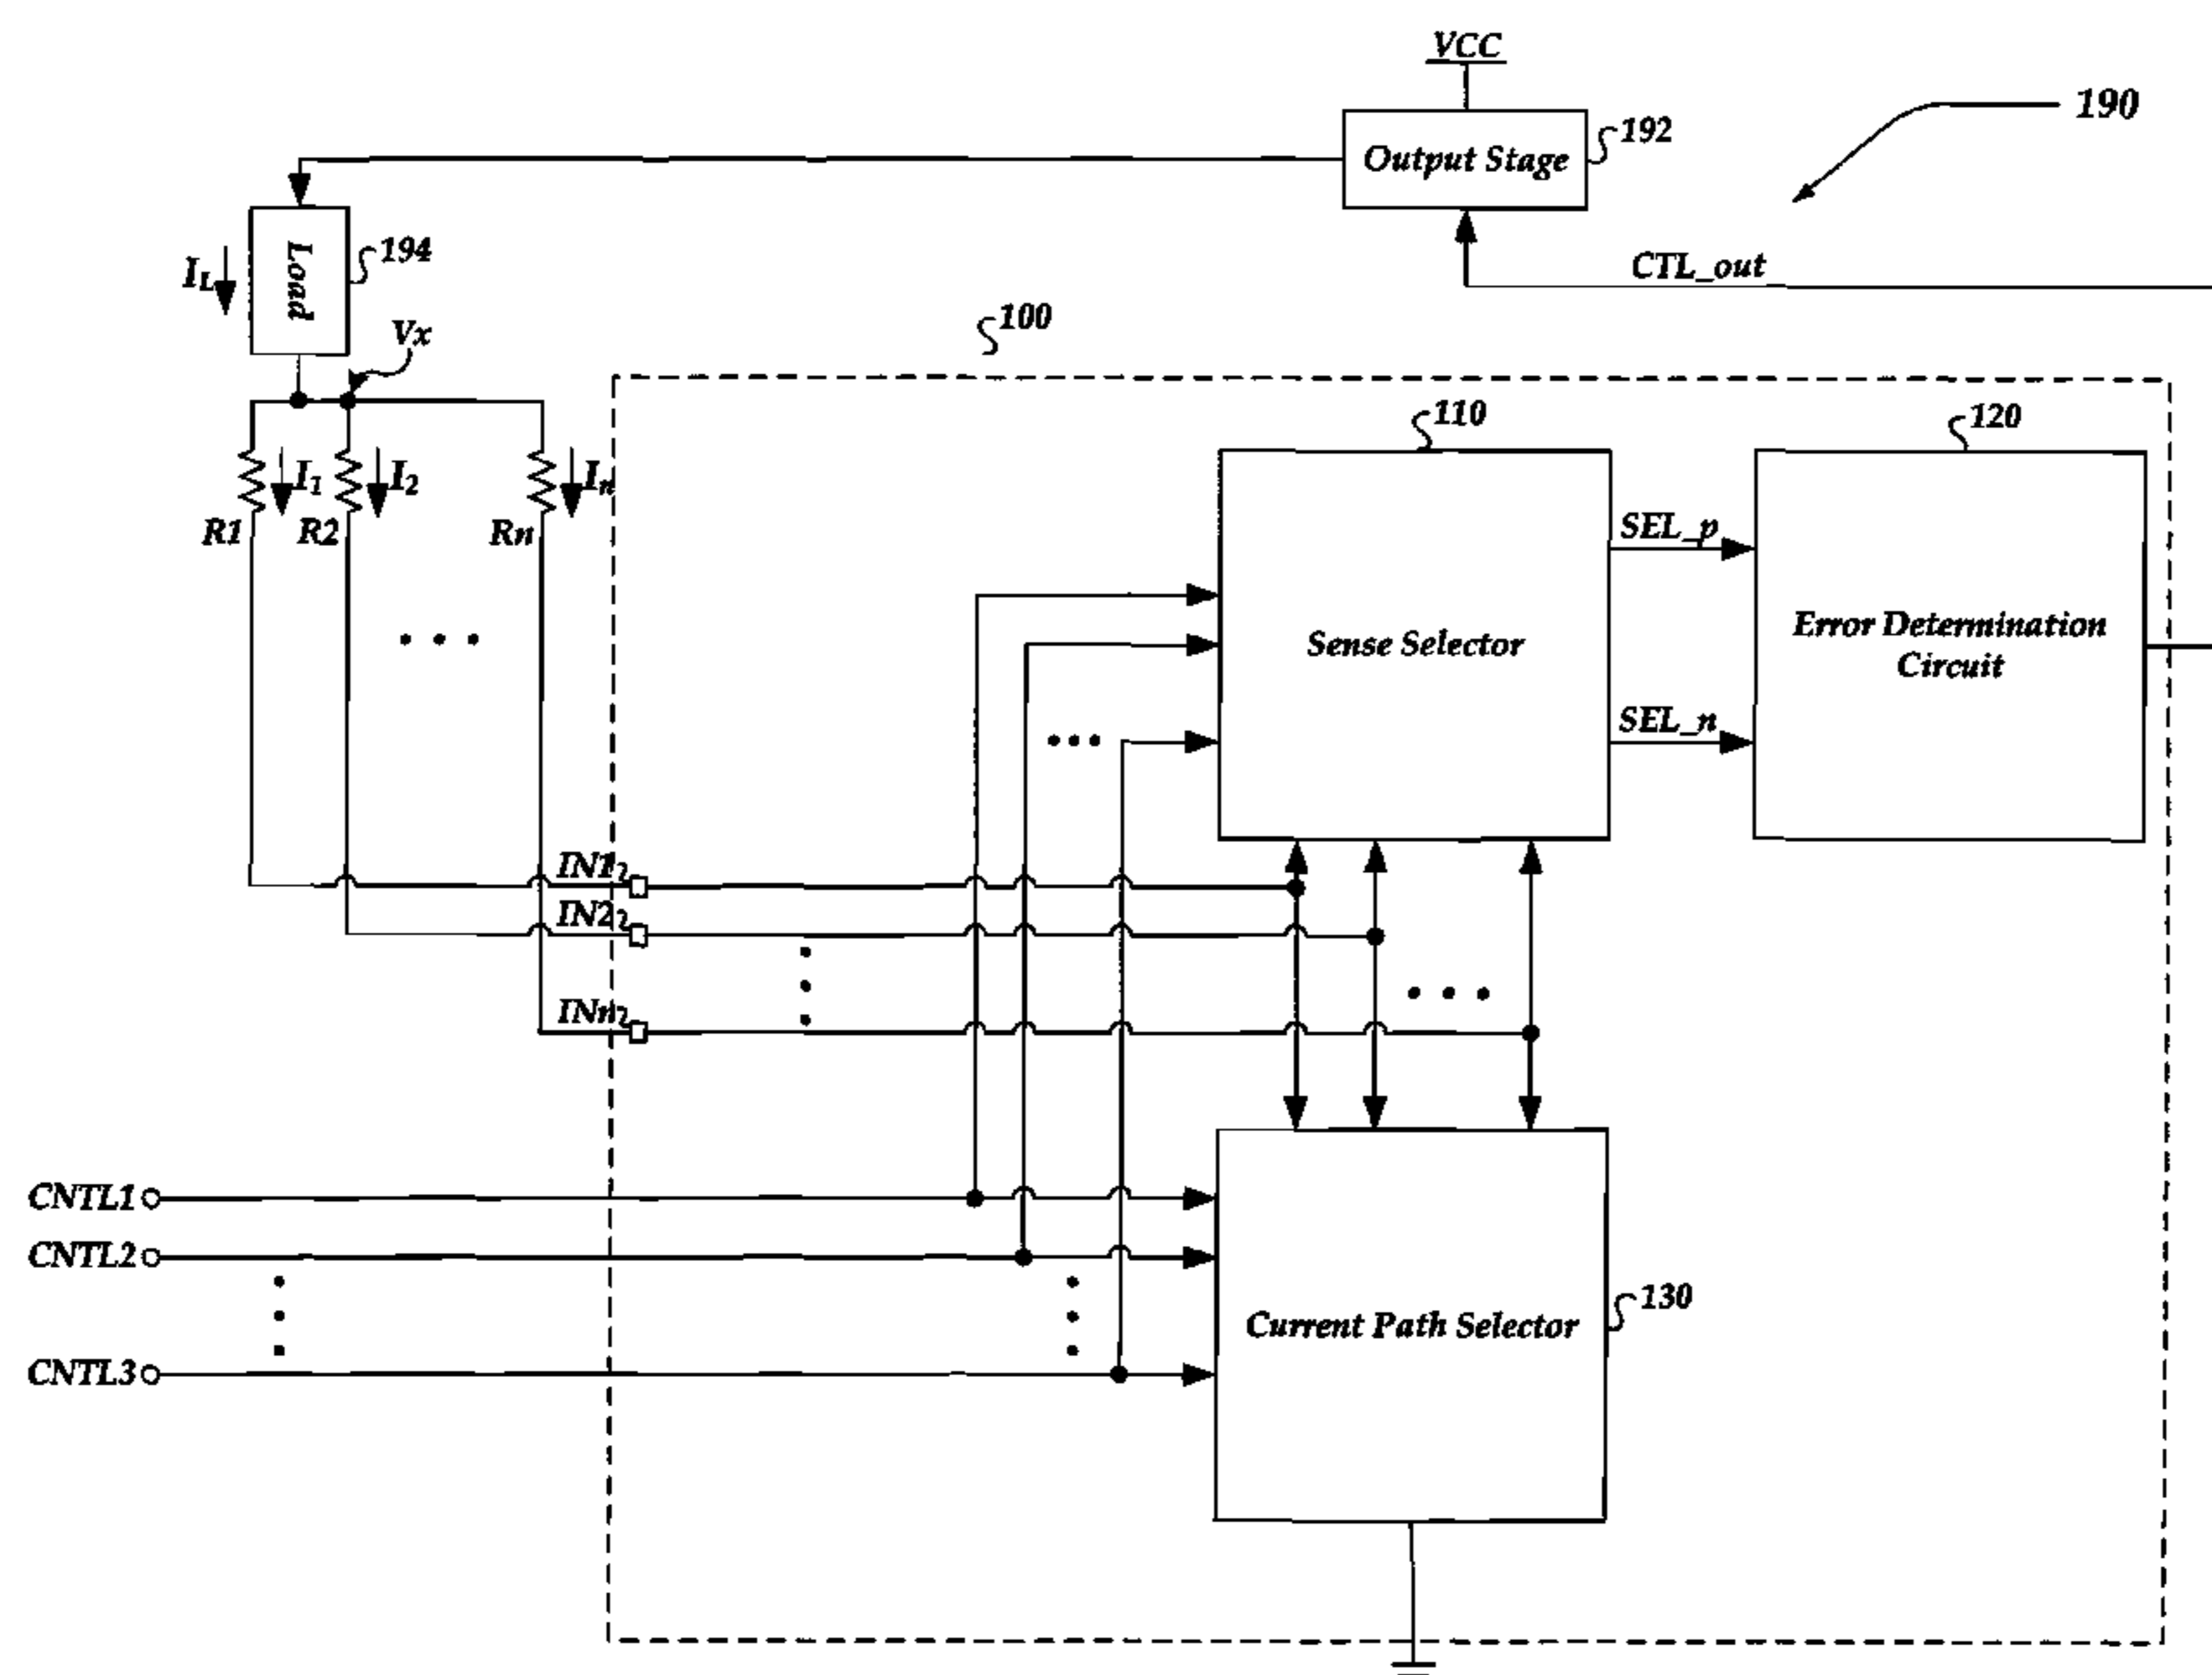 VCC
190
192
Output Stage
CTL_out
194
Load
IL
Vx
100
110
120
I1
I2
In
R1
R2
Rn
SEL_p
Sense Selector
Error Determination
Circuit
SEL_n
IN1
IN2
INn
CNTL1
CNTL2
CNTL3
Current Path Selector
130